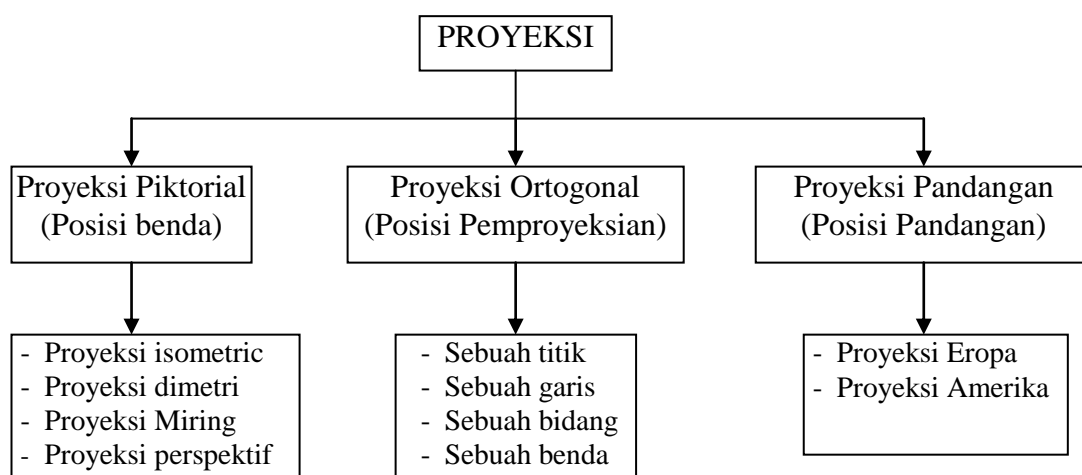 PROYEKSI
Proyeksi Piktorial
(Posisi benda)
Proyeksi Ortogonal
(Posisi Pemproyeksian)
Proyeksi Pandangan
(Posisi Pandangan)
- Proyeksi isometric
- Proyeksi dimetri
- Proyeksi Miring
- Proyeksi perspektif
- Sebuah titik
- Sebuah garis
- Sebuah bidang
- Sebuah benda
- Proyeksi Eropa
- Proyeksi Amerika